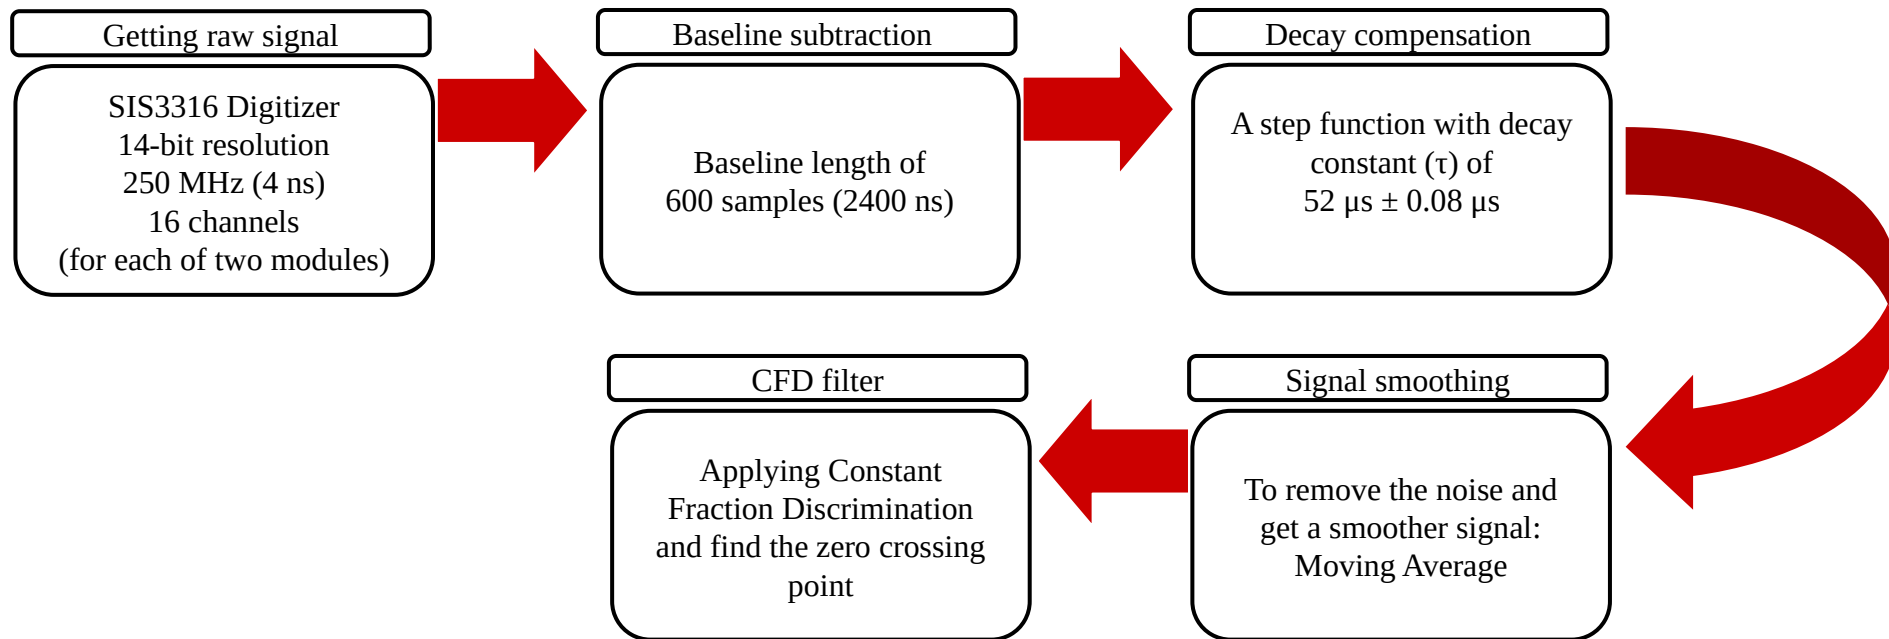 Getting raw signal
SIS3316 Digitizer
14-bit resolution
250 MHz (4 ns)
16 channels
(for each of two modules)
Baseline subtraction
Baseline length of
600 samples (2400 ns)
Decay compensation
A step function with decay
constant (τ) of
52 μs ± 0.08 μs
Signal smoothing
To remove the noise and
get a smoother signal:
Moving Average
CFD filter
Applying Constant
Fraction Discrimination
and find the zero crossing
point